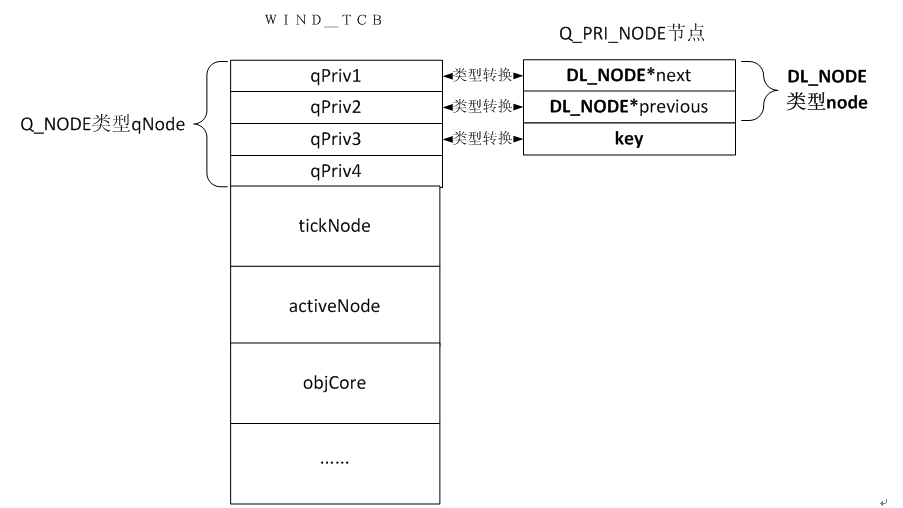 ＷＩＮＤ＿ＴＣＢ
Q_PRI_NODE节点
qPriv1
类型转换
DL_NODE*next
qPriv2
类型转换
DL_NODE*previous
DL_NODE
类型node
Q_NODE类型qNode
qPriv3
类型转换
key
qPriv4
tickNode
activeNode
objCore
……